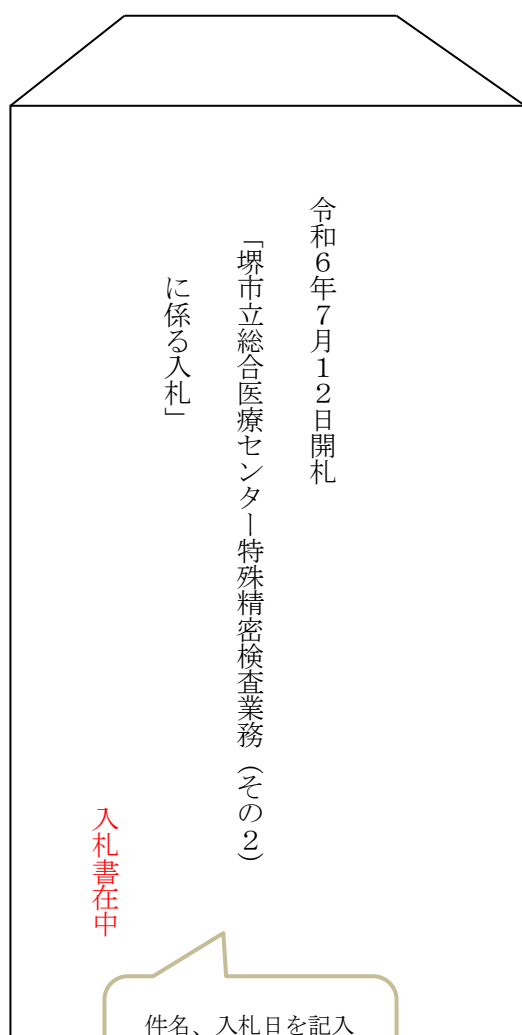 令和６年７月１２日開札
「堺市立総合医療センター特殊精密検査業務（その２）
に係る入札」
入札書在中
件名、入札日を記入